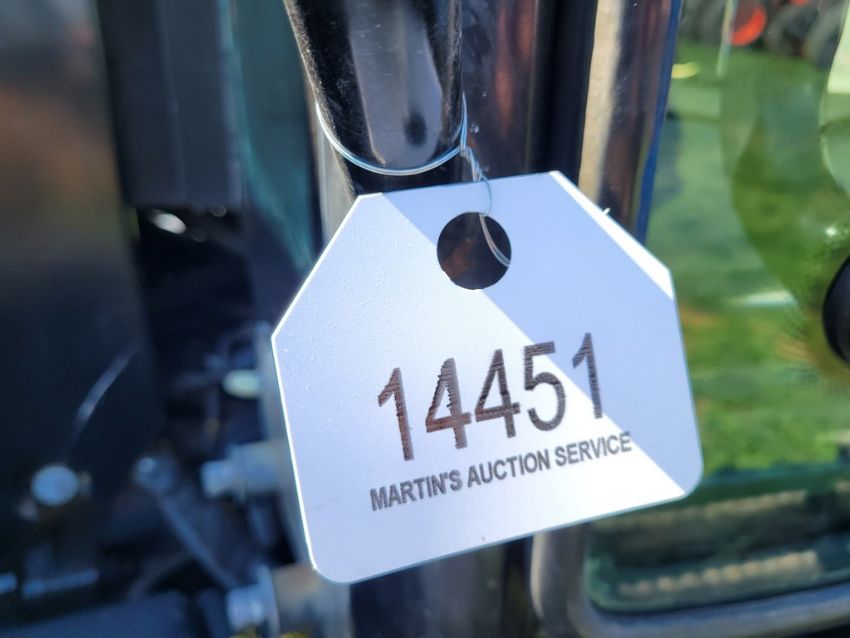 14451
MARTIN'S AUCTION SERVICE